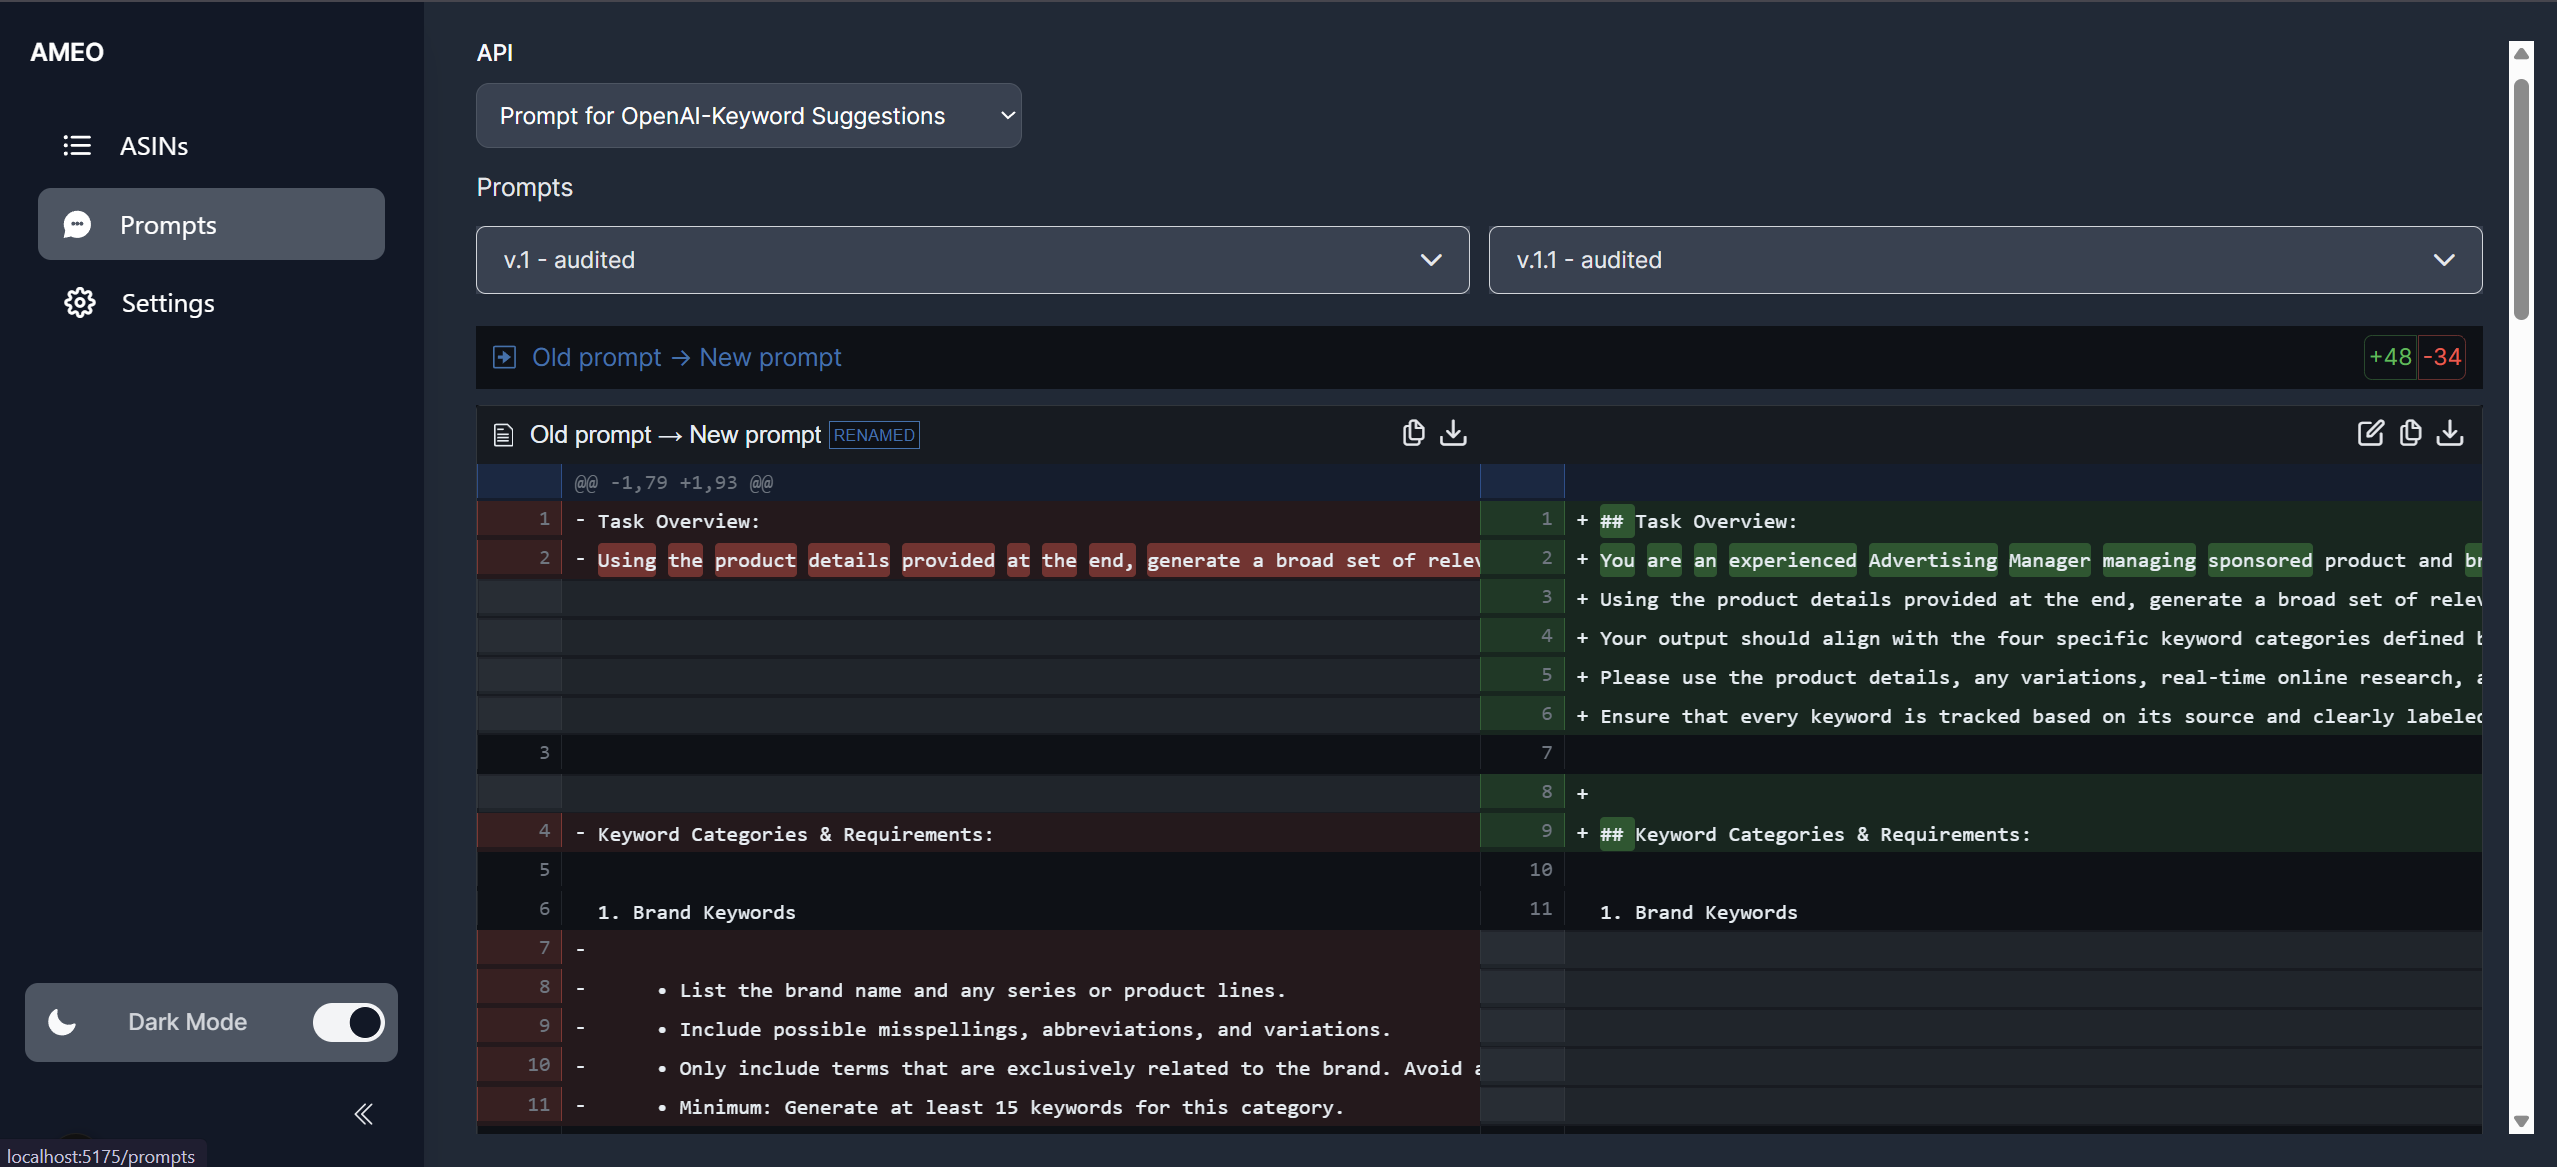 AMEO
ASINs
Prompts
Settings
Dark Mode
localhost:5175/prompts
API
Prompt for OpenAI-Keyword Suggestions
Prompts
v.1 - audited
v.1.1 - audited
Old prompt → New prompt
+48 -34
Old prompt → New prompt RENAMED
@@ -1,79 +1,93 @@
1 - Task Overview:
1 + ## Task Overview:
2 - Using the product details provided at the end, generate a broad set of
2 + You are an experienced Advertising Manager managing sponsored product and
3 + Using the product details provided at the end, generate a broad set of
4 + Your output should align with the four specific keyword categories defined
5 + Please use the product details, any variations, real-time online research,
6 + Ensure that every keyword is tracked based on its source and clearly labeled
3
7
8 +
4 - Keyword Categories & Requirements:
9 + ## Keyword Categories & Requirements:
5
10
6 1. Brand Keywords
11 1. Brand Keywords
7 -
8 - • List the brand name and any series or product lines.
9 - • Include possible misspellings, abbreviations, and variations.
10 - • Only include terms that are exclusively related to the brand. Avoid
11 - • Minimum: Generate at least 15 keywords for this category.